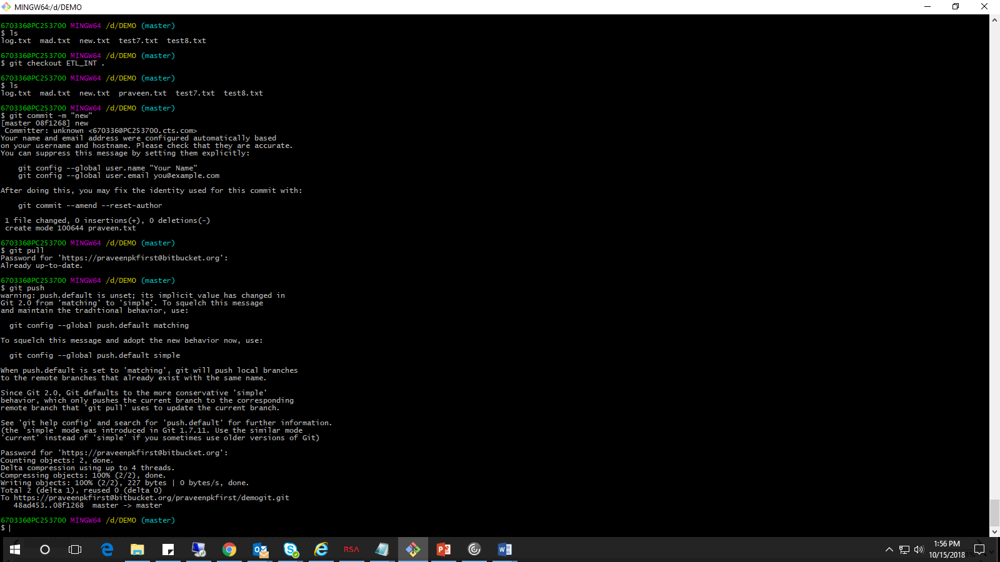 MINGW64:/d/DEMO
670336@PC253700 MINGW64 /d/DEMO (master)
$ ls
log.txt  mad.txt  new.txt  test7.txt  test8.txt
670336@PC253700 MINGW64 /d/DEMO (master)
$ git checkout ETL_INT .
670336@PC253700 MINGW64 /d/DEMO (master)
$ ls
log.txt  mad.txt  new.txt  praveen.txt  test7.txt  test8.txt
670336@PC253700 MINGW64 /d/DEMO (master)
$ git commit -m "new"
[master 08f1268] new
 Committer: unknown <670336@PC253700.cts.com>
Your name and email address were configured automatically based
on your username and hostname. Please check that they are accurate.
You can suppress this message by setting them explicitly:
    git config --global user.name "Your Name"
    git config --global user.email you@example.com
After doing this, you may fix the identity used for this commit with:
    git commit --amend --reset-author
 1 file changed, 0 insertions(+), 0 deletions(-)
 create mode 100644 praveen.txt
670336@PC253700 MINGW64 /d/DEMO (master)
$ git pull
Password for 'https://praveenpkfirst@bitbucket.org':
Already up-to-date.
670336@PC253700 MINGW64 /d/DEMO (master)
$ git push
warning: push.default is unset; its implicit value has changed in
Git 2.0 from 'matching' to 'simple'. To squelch this message
and maintain the traditional behavior, use:
  git config --global push.default matching
To squelch this message and adopt the new behavior now, use:
  git config --global push.default simple
When push.default is set to 'matching', git will push local branches
to the remote branches that already exist with the same name.
Since Git 2.0, Git defaults to the more conservative 'simple'
behavior, which only pushes the current branch to the corresponding
remote branch that 'git pull' uses to update the current branch.
See 'git help config' and search for 'push.default' for further information.
(the 'simple' mode was introduced in Git 1.7.11. Use the similar mode
'current' instead of 'simple' if you sometimes use older versions of Git)
Password for 'https://praveenpkfirst@bitbucket.org':
Counting objects: 2, done.
Delta compression using up to 4 threads.
Compressing objects: 100% (2/2), done.
Writing objects: 100% (2/2), 227 bytes | 0 bytes/s, done.
Total 2 (delta 1), reused 0 (delta 0)
To https://praveenpkfirst@bitbucket.org/praveenpkfirst/demogit.git
   48ad453..08f1268  master -> master
670336@PC253700 MINGW64 /d/DEMO (master)
$
RSA
1:56 PM
10/15/2018